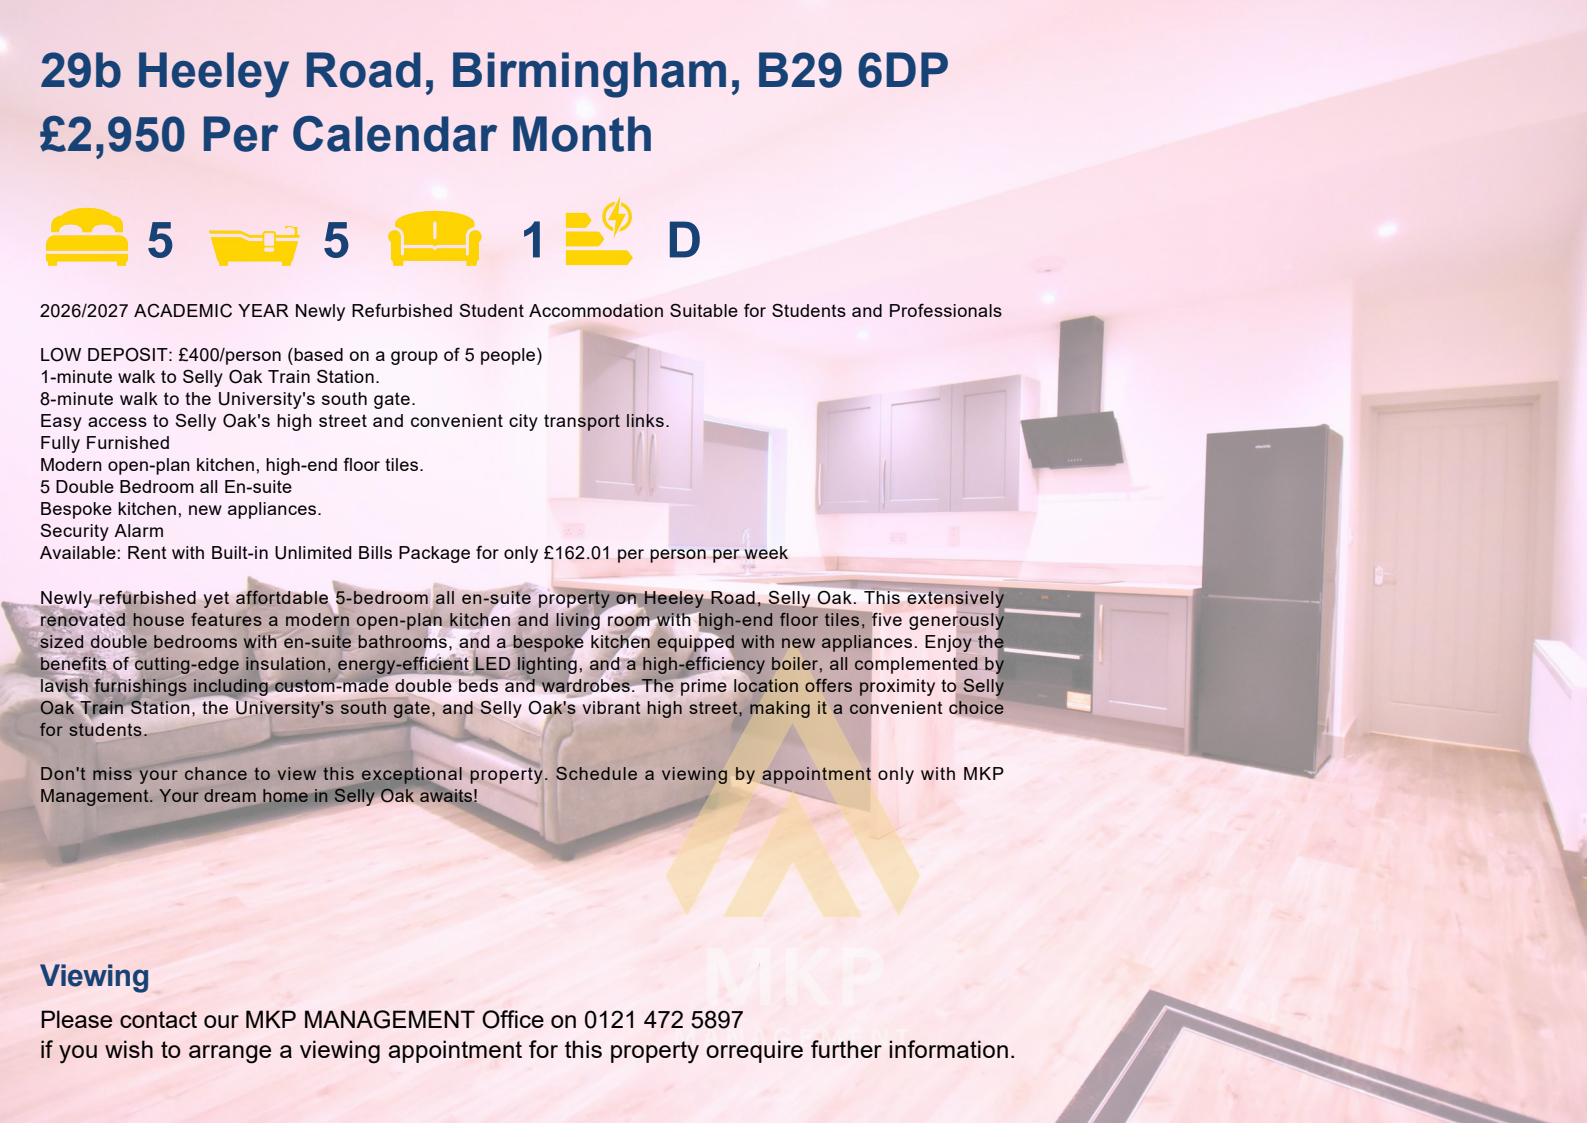 29b Heeley Road, Birmingham, B29 6DP
£2,950 Per Calendar Month
5 5 1 D
2026/2027 ACADEMIC YEAR Newly Refurbished Student Accommodation Suitable for Students and Professionals
LOW DEPOSIT: £400/person (based on a group of 5 people)
1-minute walk to Selly Oak Train Station.
8-minute walk to the University's south gate.
Easy access to Selly Oak's high street and convenient city transport links.
Fully Furnished
Modern open-plan kitchen, high-end floor tiles.
5 Double Bedroom all En-suite
Bespoke kitchen, new appliances.
Security Alarm
Available: Rent with Built-in Unlimited Bills Package for only £162.01 per person per week
Newly refurbished yet affortdable 5-bedroom all en-suite property on Heeley Road, Selly Oak. This extensively
renovated house features a modern open-plan kitchen and living room with high-end floor tiles, five generously
sized double bedrooms with en-suite bathrooms, and a bespoke kitchen equipped with new appliances. Enjoy the
benefits of cutting-edge insulation, energy-efficient LED lighting, and a high-efficiency boiler, all complemented by
lavish furnishings including custom-made double beds and wardrobes. The prime location offers proximity to Selly
Oak Train Station, the University's south gate, and Selly Oak's vibrant high street, making it a convenient choice
for students.
Don't miss your chance to view this exceptional property. Schedule a viewing by appointment only with MKP
Management. Your dream home in Selly Oak awaits!
MKP
Viewing
Please contact our MKP MANAGEMENT Office on 0121 472 5897
if you wish to arrange a viewing appointment for this property orrequire further information.